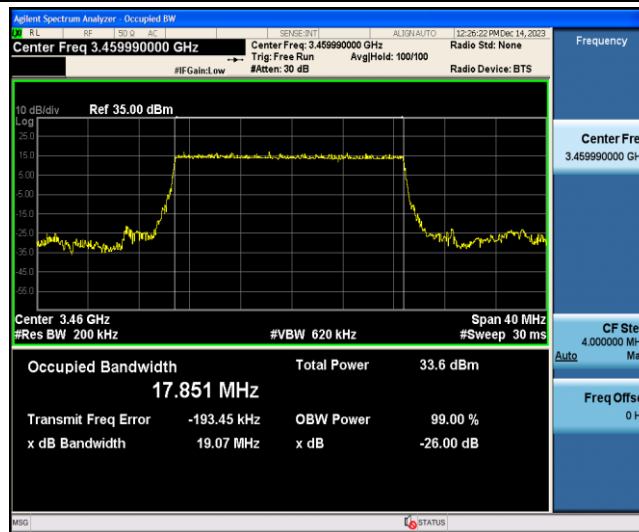 Agilent Spectrum Analyzer - Occupied BW
RL RF 50 Ω AC SENSE:INT ALIGN AUTO 12:26:22 PM Dec 14, 2023
Center Freq 3.459990000 GHz
Center Freq: 3.459990000 GHz
Radio Std: None
Trig: Free Run Avg|Hold: 100/100
#IFGain:Low #Atten: 30 dB Radio Device: BTS
Frequency
10 dB/div Ref 35.00 dBm
Log
25.0
15.0
5.00
-5.00
-15.0
-25.0
-35.0
-45.0
-55.0
Center 3.46 GHz Span 40 MHz
#Res BW 200 kHz #VBW 620 kHz #Sweep 30 ms
Center Fre
3.459990000 GH
CF Ste
4.000000 MH
Auto Ma
Freq Offse
0 H
Occupied Bandwidth Total Power 33.6 dBm
17.851 MHz
Transmit Freq Error -193.45 kHz OBW Power 99.00 %
x dB Bandwidth 19.07 MHz x dB -26.00 dB
MSG STATUS